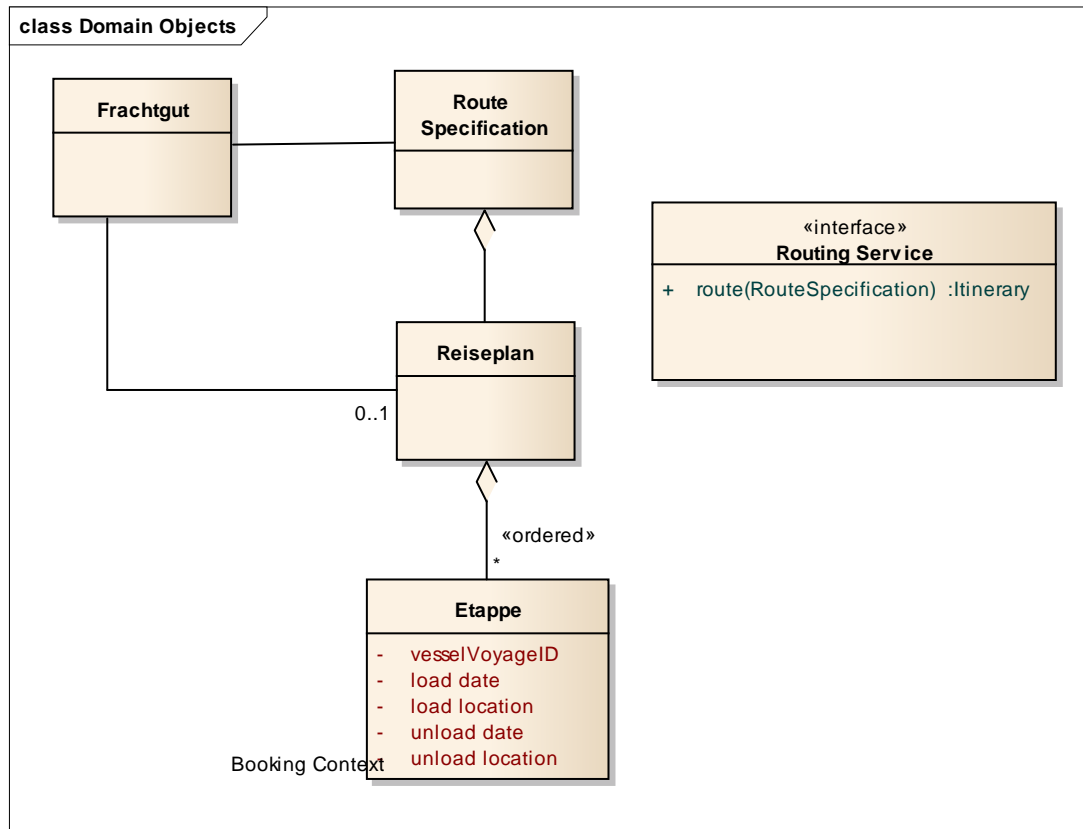 class Domain Objects
Frachtgut
Route
Specification
«interface»
Routing Service
+ route(RouteSpecification) :Itinerary
Reiseplan
0..1
«ordered»
*
Etappe
- vesselVoyageID
- load date
- load location
- unload date
- unload location
Booking Context